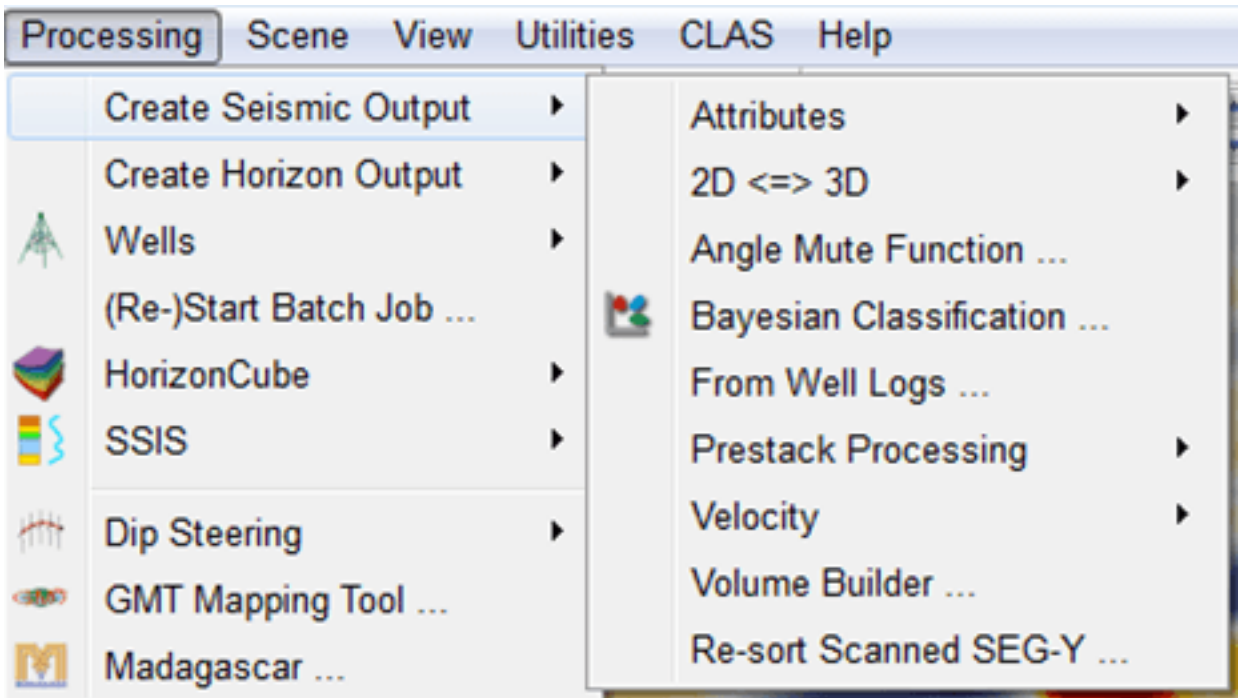 Processing Scene View Utilities CLAS Help
Create Seismic Output
Create Horizon Output
Wells
(Re-)Start Batch Job ...
HorizonCube
SSIS
Dip Steering
GMT Mapping Tool ...
Madagascar ...
Attributes
2D <=> 3D
Angle Mute Function ...
Bayesian Classification ...
From Well Logs ...
Prestack Processing
Velocity
Volume Builder ...
Re-sort Scanned SEG-Y ...